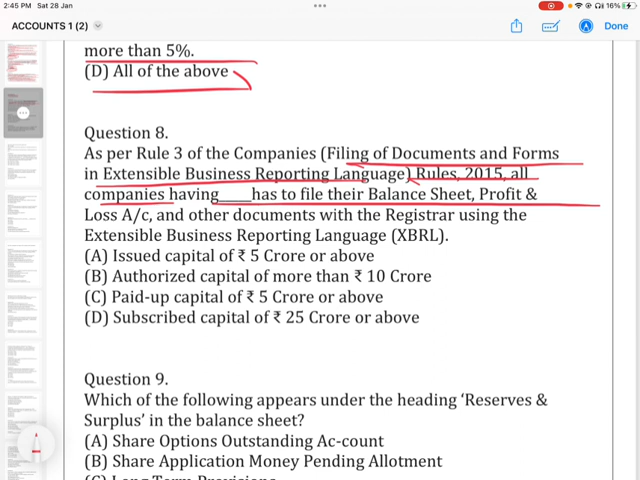 2:45 PM Sat 28 Jan
16%
ACCOUNTS 1 (2)
Done
more than 5%.
(D) All of the above
Question 8.
As per Rule 3 of the Companies (Filing of Documents and Forms
in Extensible Business Reporting Language) Rules, 2015, all
companies having_____has to file their Balance Sheet, Profit &
Loss A/c, and other documents with the Registrar using the
Extensible Business Reporting Language (XBRL).
(A) Issued capital of ₹ 5 Crore or above
(B) Authorized capital of more than ₹ 10 Crore
(C) Paid-up capital of ₹ 5 Crore or above
(D) Subscribed capital of ₹ 25 Crore or above
Question 9.
Which of the following appears under the heading ‘Reserves &
Surplus’ in the balance sheet?
(A) Share Options Outstanding Ac-count
(B) Share Application Money Pending Allotment
(C) Long Term Provisions